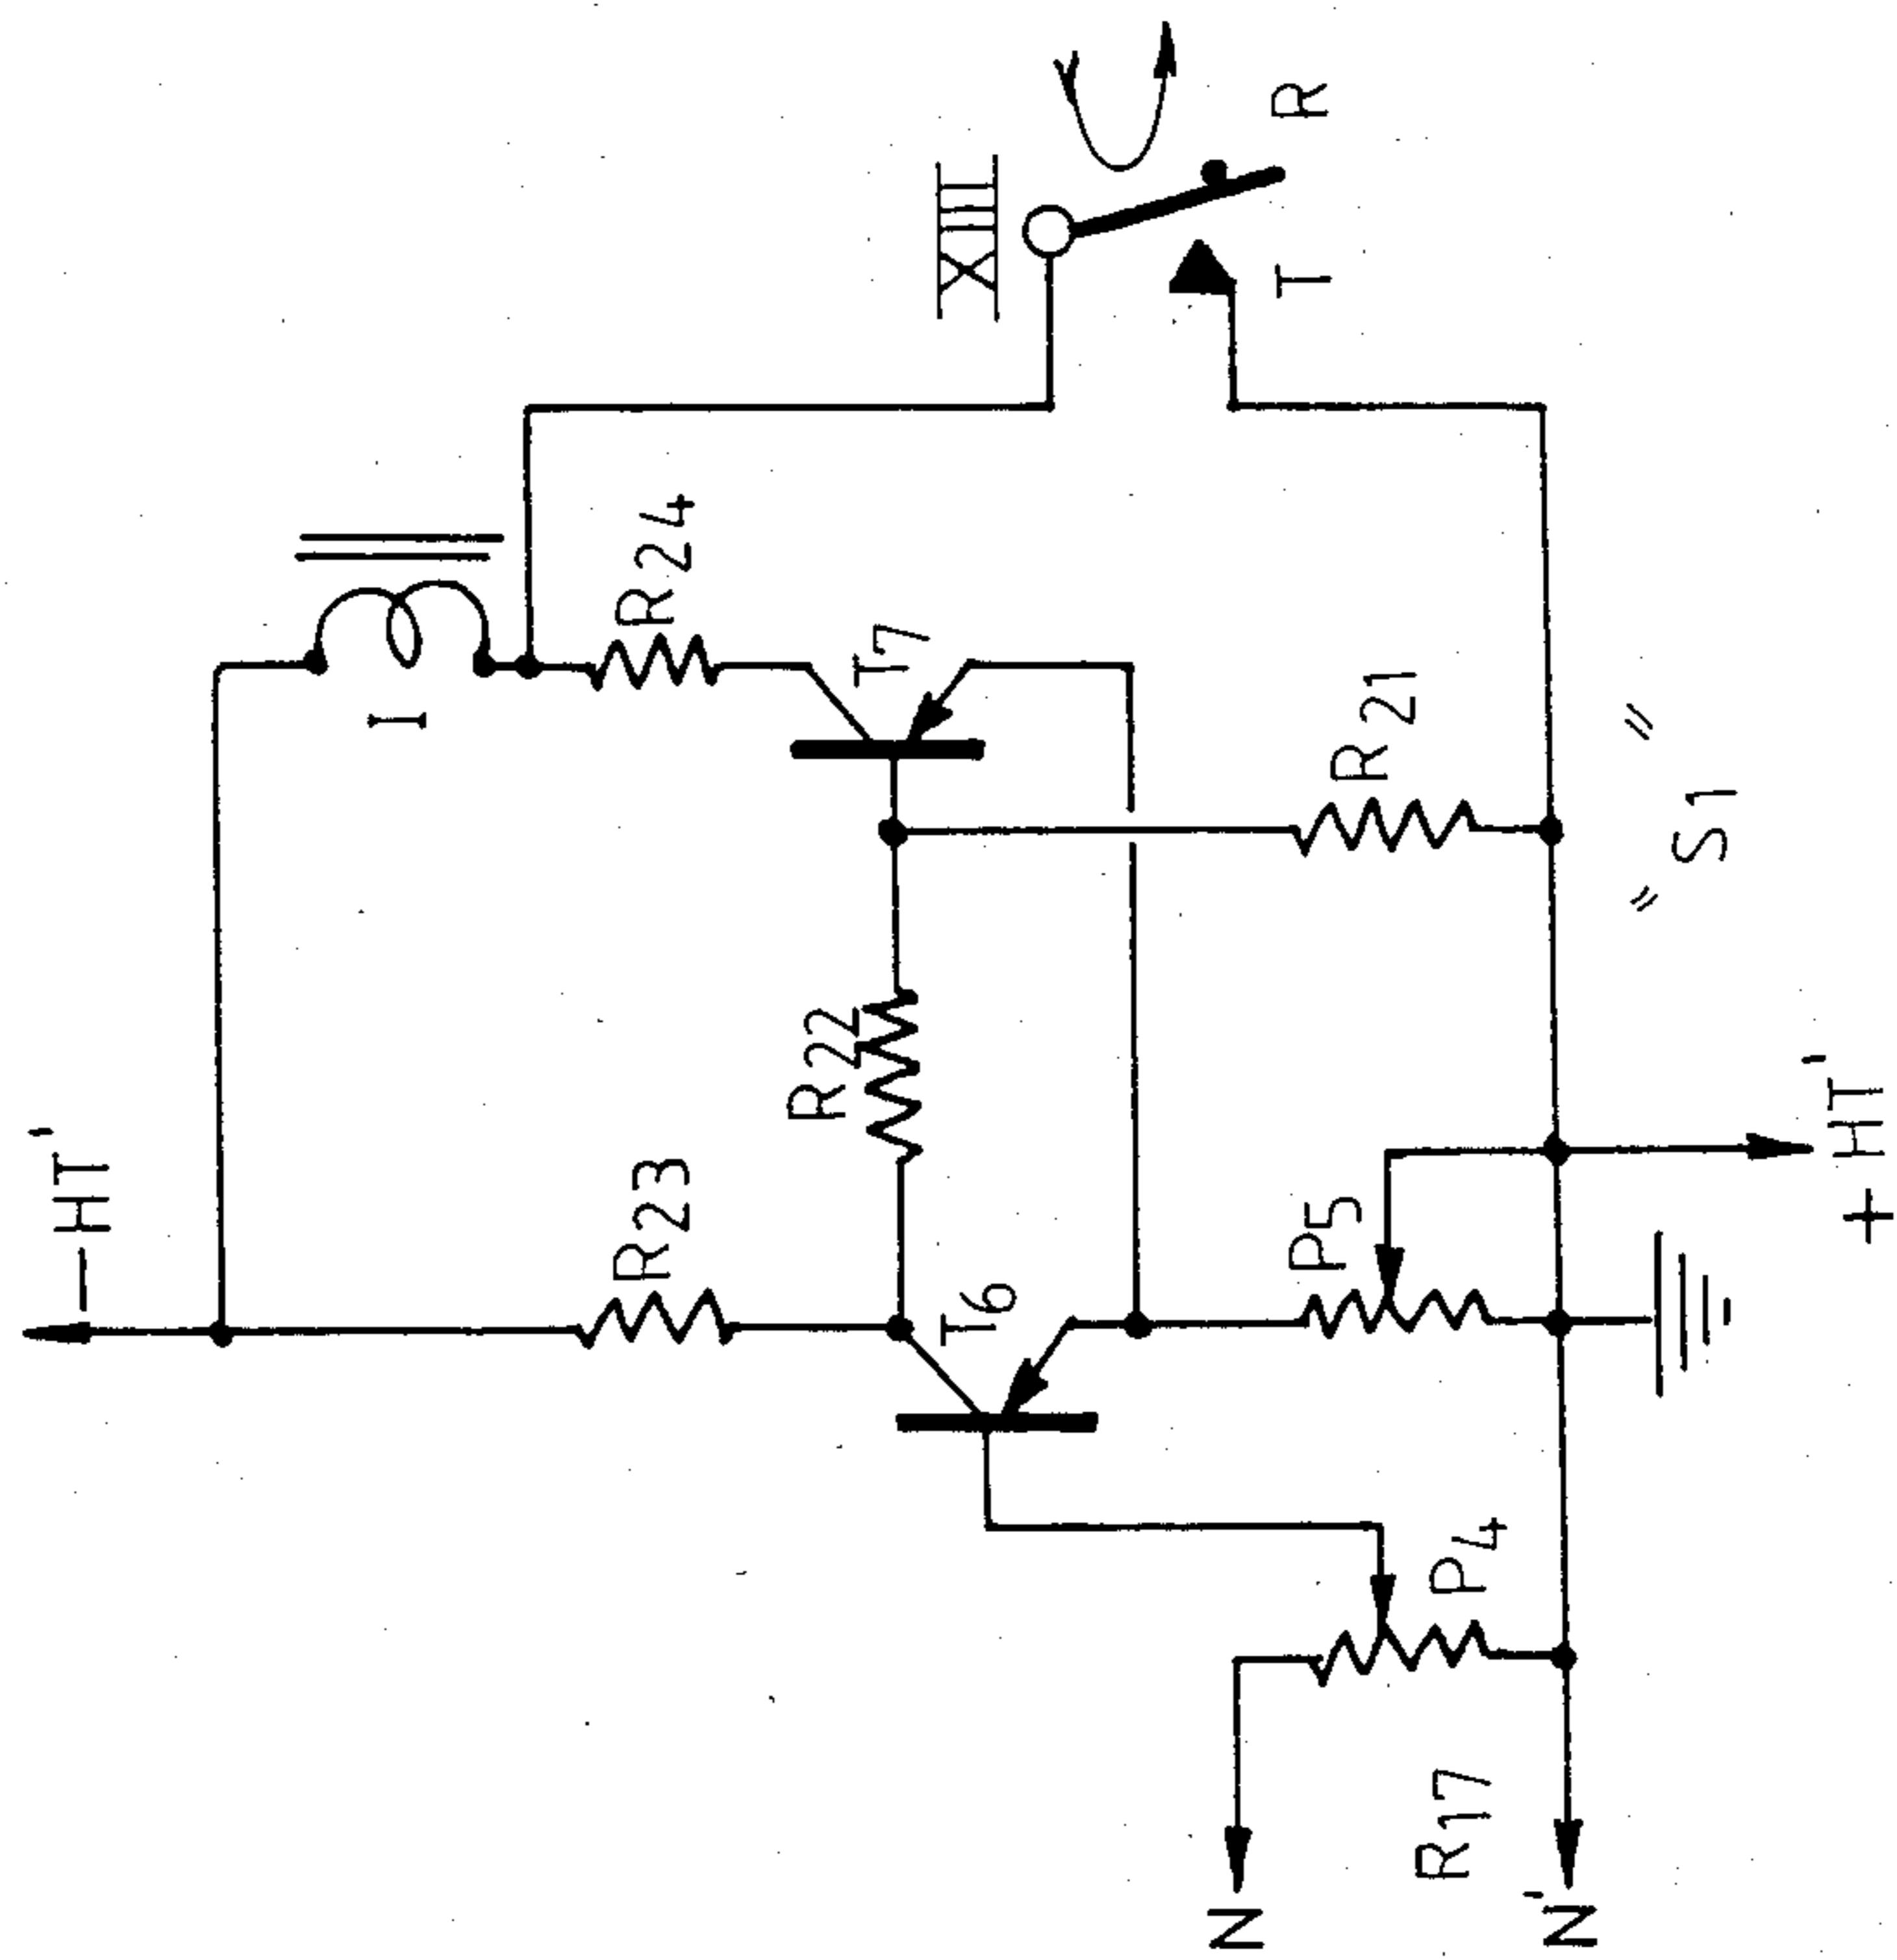 — HT'
I
R23
R24
R22
T7
XIII
T6
N
T
R
P5
R21
R17
P4
N'
" S1 "
+ HT'